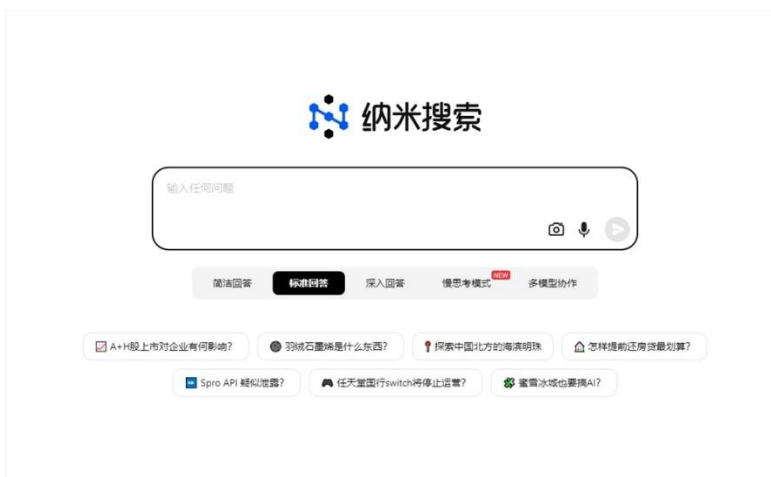 纳米搜索
输入任何问题
简洁回答 标准回答 深入回答 慢思考模式 NEW 多模型协作
A+H股上市对企业有何影响? 羽绒石墨烯是什么东西? 探索中国北方的海滨明珠 怎样提前还房贷最划算?
Spro API 疑似泄露? 任天堂国行switch将停止运营? 蜜雪冰城也要搞AI?